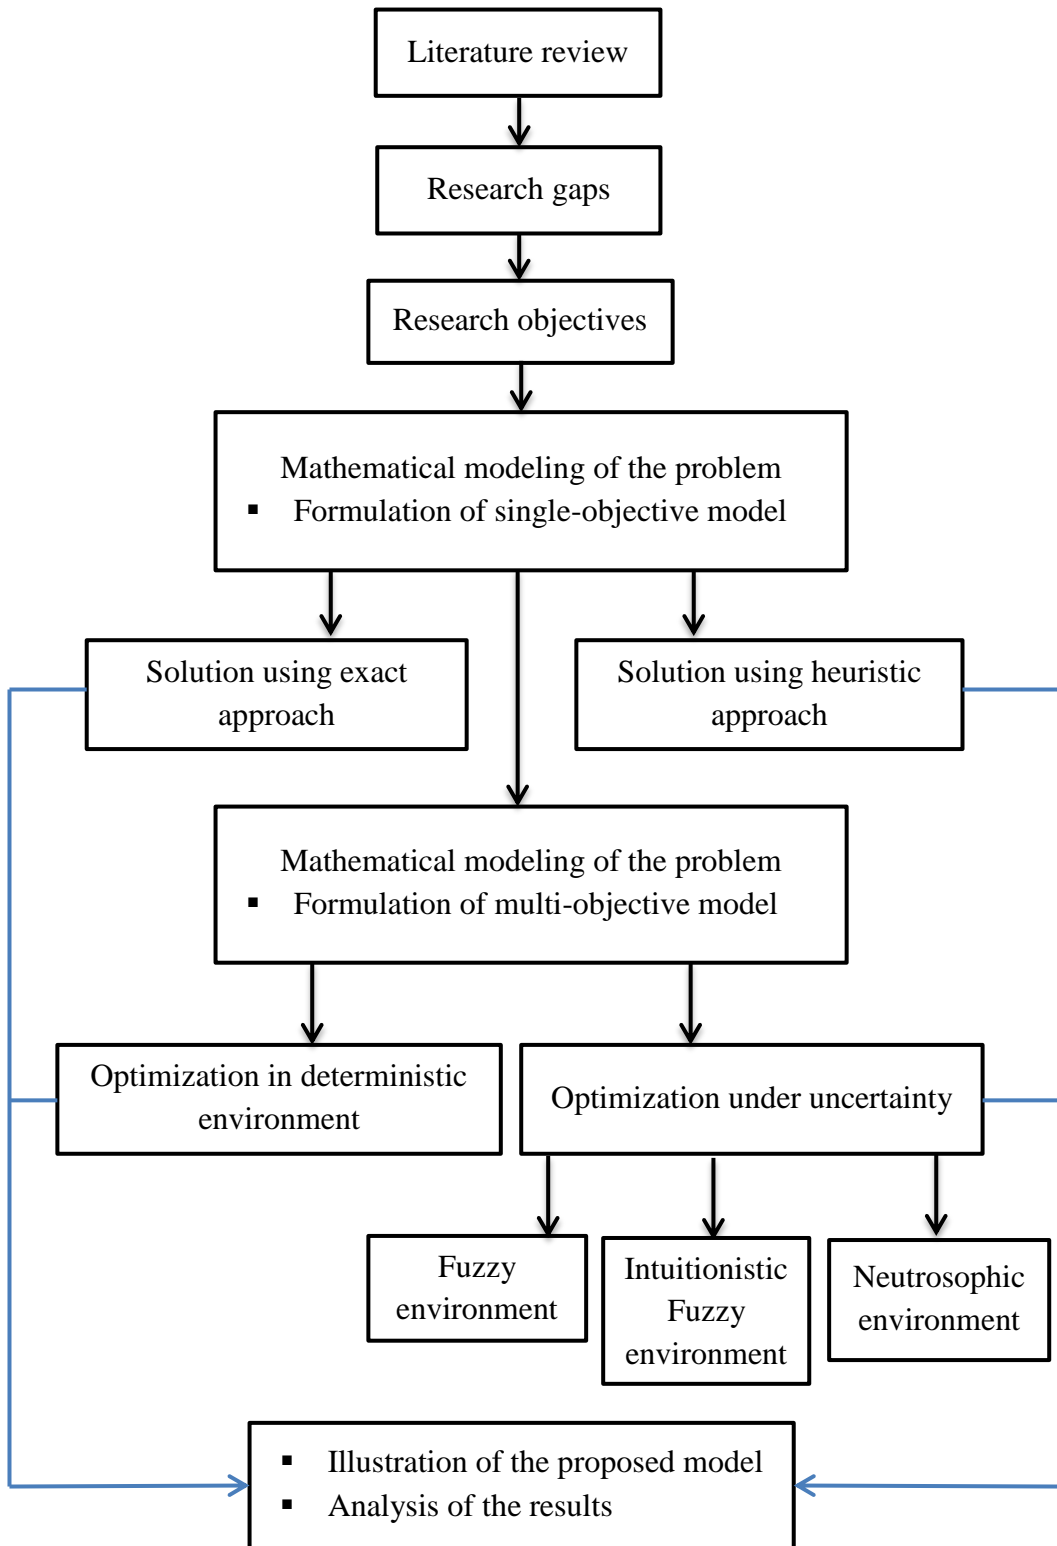 Literature review
Research gaps
Research objectives
Mathematical modeling of the problem
▪ Formulation of single-objective model
Solution using exact
approach
Solution using heuristic
approach
Mathematical modeling of the problem
▪ Formulation of multi-objective model
Optimization in deterministic
environment
Optimization under uncertainty
Fuzzy
environment
Intuitionistic
Fuzzy
environment
Neutrosophic
environment
▪ Illustration of the proposed model
▪ Analysis of the results